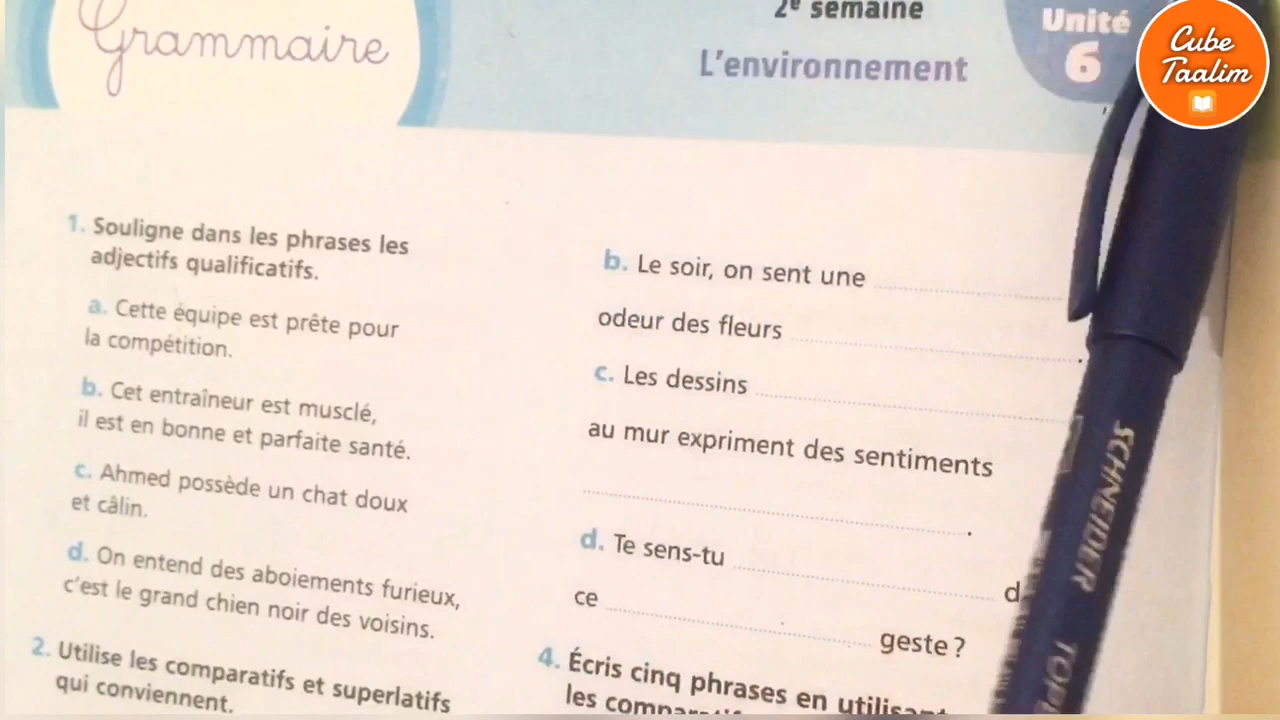 Grammaire
2e semaine
L'environnement
Unité
6
Cube
Taalim
1. Souligne dans les phrases les
adjectifs qualificatifs.
a. Cette équipe est prête pour
la compétition.
b. Cet entraîneur est musclé,
il est en bonne et parfaite santé.
c. Ahmed possède un chat doux
et câlin.
d. On entend des aboiements furieux,
c'est le grand chien noir des voisins.
2. Utilise les comparatifs et superlatifs
qui conviennent.
b. Le soir, on sent une
odeur des fleurs .
c. Les dessins
au mur expriment des sentiments
.
d. Te sens-tu
ce geste ?
4. Écris cinq phrases en
les
SCHNEIDER